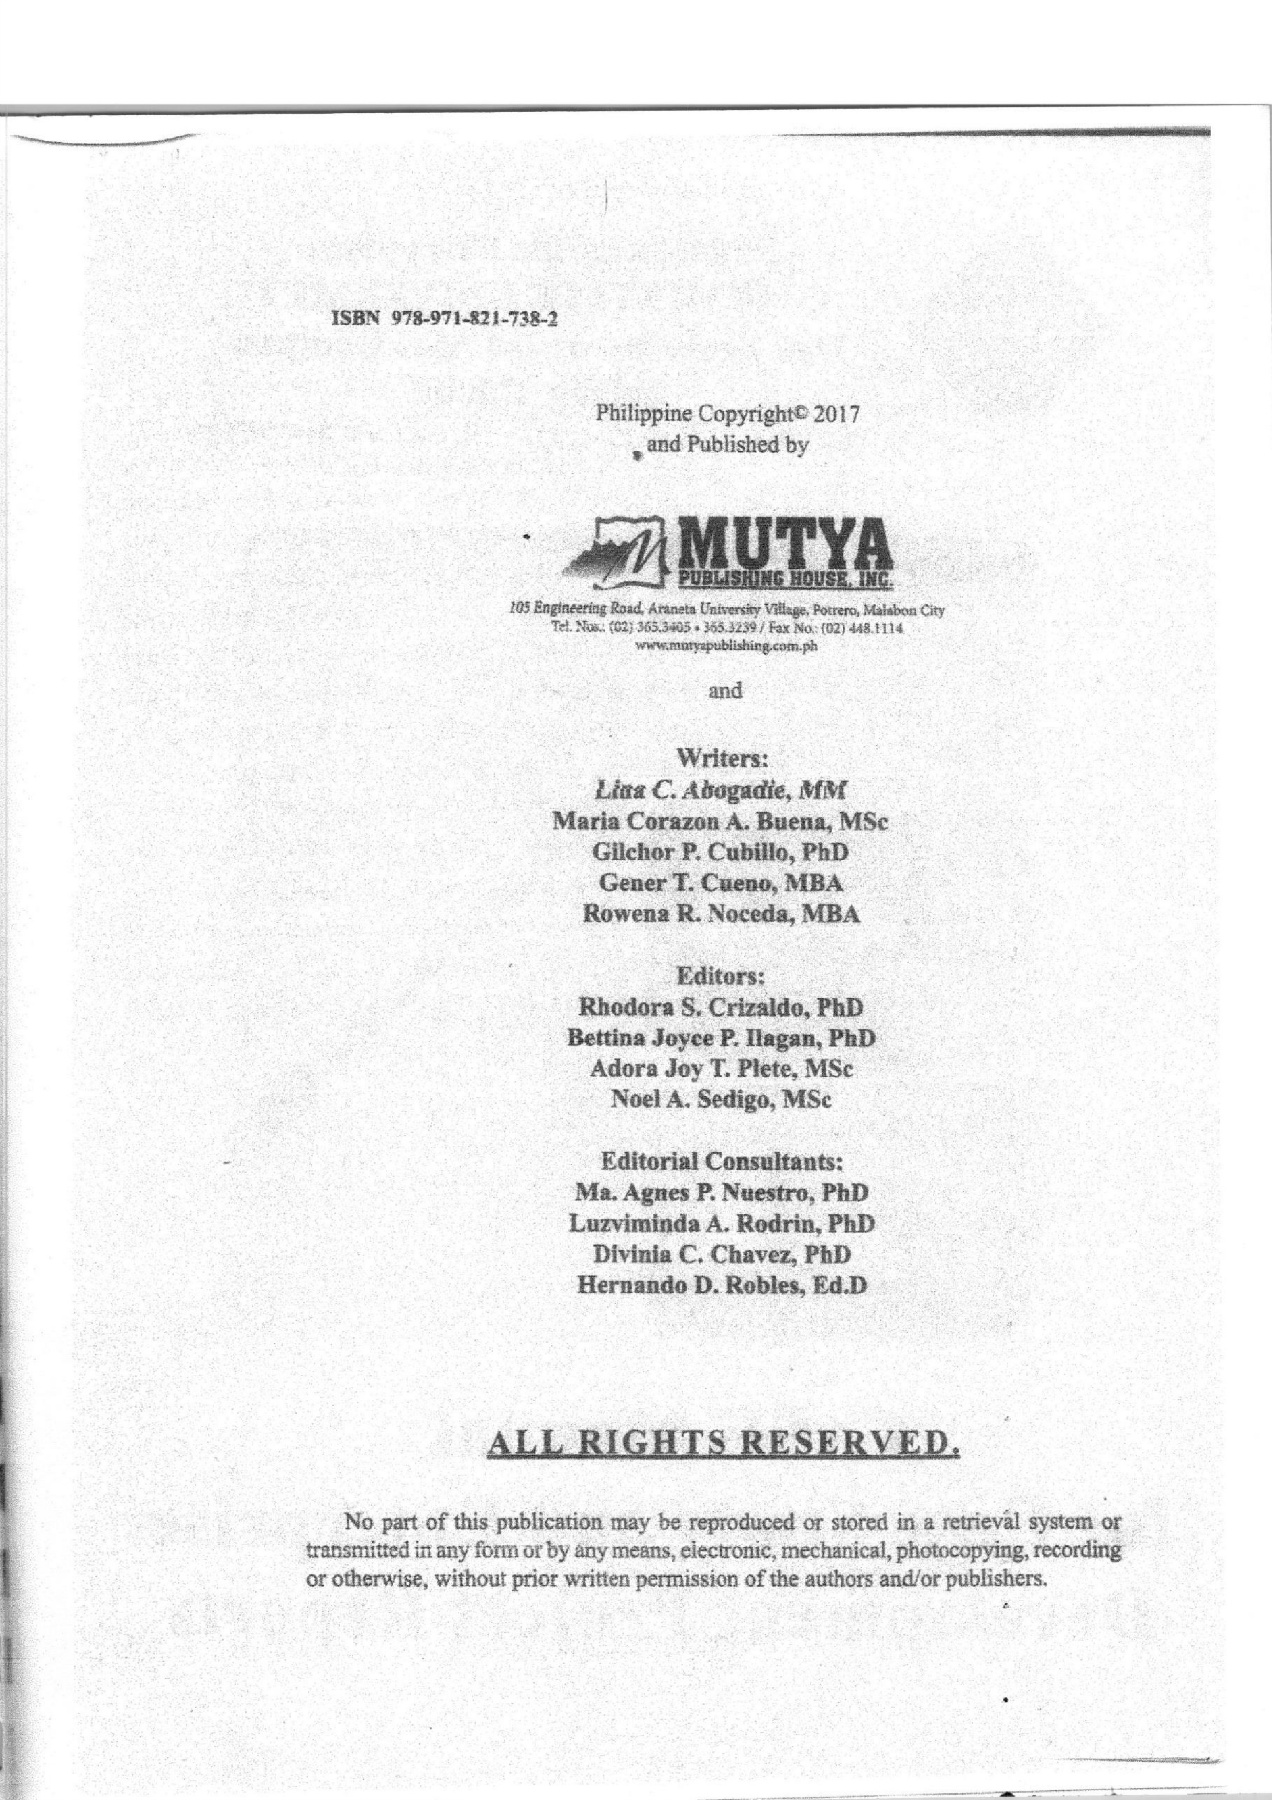 ISBN 978-971-821-738-2
Philippine Copyright© 2017
and Published by
MUTYA
PUBLISHING HOUSE, INC.
105 Engineering Road, Araneta University Village, Potrero, Malabon City
Tel. Nos.: (02) 365.3405 • 365.3239 / Fax No.: (02) 448.1114
www.mutyapublishing.com.ph
and
Writers:
Lina C. Abogadie, MM
Maria Corazon A. Buena, MSc
Gilchor P. Cubillo, PhD
Gener T. Cueno, MBA
Rowena R. Noceda, MBA
Editors:
Rhodora S. Crizaldo, PhD
Bettina Joyce P. Ilagan, PhD
Adora Joy T. Plete, MSc
Noel A. Sedigo, MSc
Editorial Consultants:
Ma. Agnes P. Nuestro, PhD
Luzviminda A. Rodrin, PhD
Divinia C. Chavez, PhD
Hernando D. Robles, Ed.D
ALL RIGHTS RESERVED.
No part of this publication may be reproduced or stored in a retrieval system or
transmitted in any form or by any means, electronic, mechanical, photocopying, recording
or otherwise, without prior written permission of the authors and/or publishers.